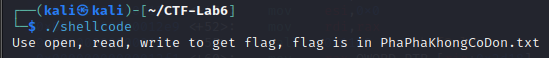 ┌──(kali㉿kali)-[~/CTF-Lab6]
└─$ ./shellcode
Use open, read, write to get flag, flag is in PhaPhaKhongCoDon.txt